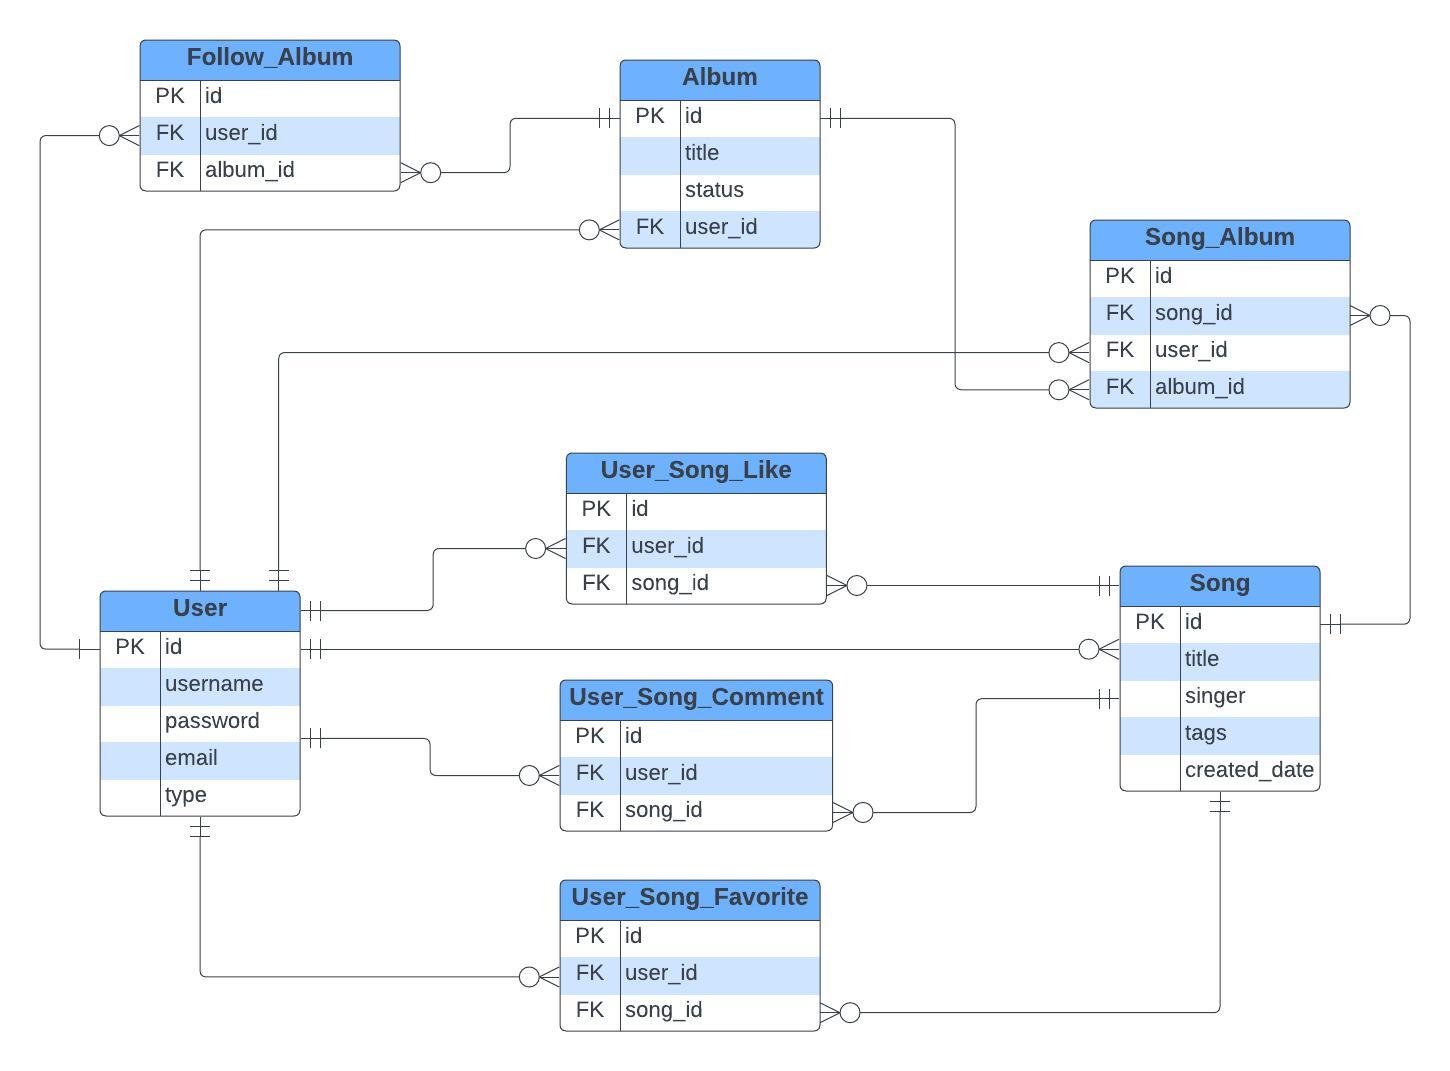 Follow_Album
PK id
FK user_id
FK album_id
Album
PK id
title
status
FK user_id
Song_Album
PK id
FK song_id
FK user_id
FK album_id
User_Song_Like
PK id
FK user_id
FK song_id
User
PK id
username
password
email
type
Song
PK id
title
singer
tags
created_date
User_Song_Comment
PK id
FK user_id
FK song_id
User_Song_Favorite
PK id
FK user_id
FK song_id